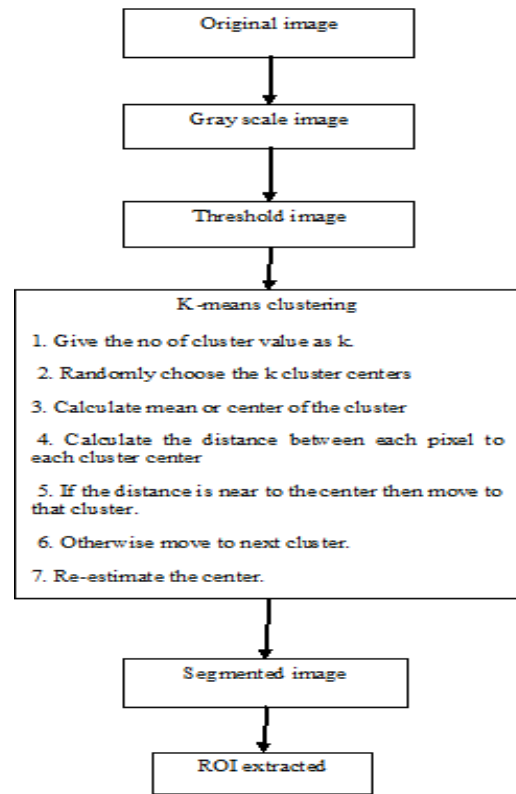 Original image
Gray scale image
Threshold image
K-means clustering
1. Give the no of cluster value as k.
2. Randomly choose the k cluster centers
3. Calculate mean or center of the cluster
4. Calculate the distance between each pixel to
each cluster center
5. If the distance is near to the center then move to
that cluster.
6. Otherwise move to next cluster.
7. Re-estimate the center.
Segmented image
ROI extracted